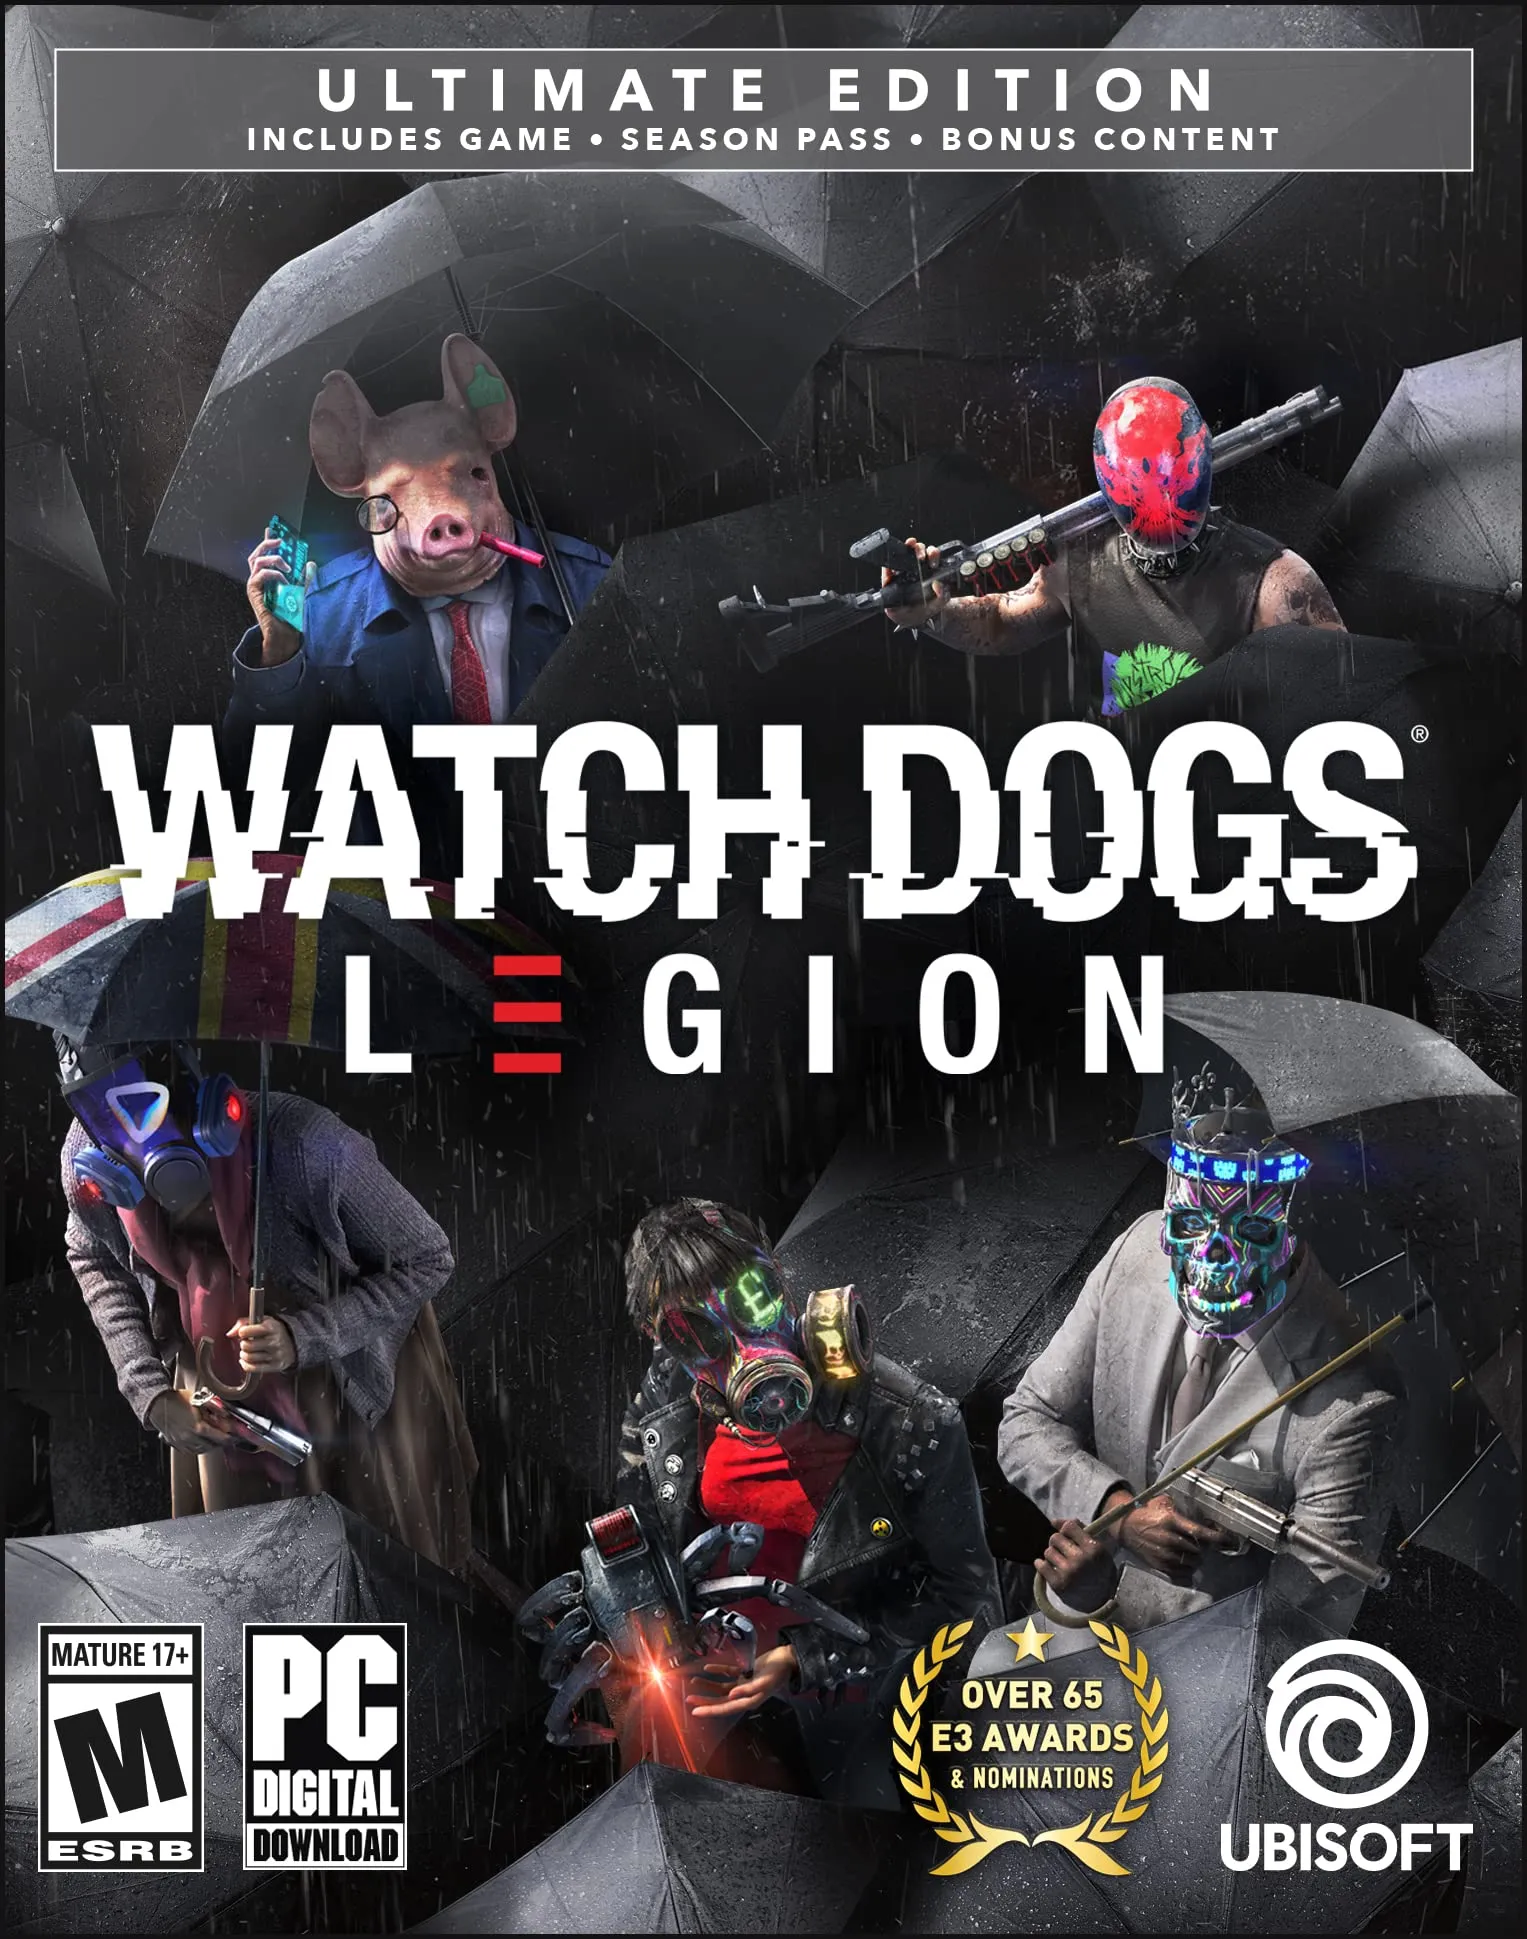 ULTIMATE EDITION
INCLUDES GAME • SEASON PASS • BONUS CONTENT
WATCH DOGS®
LEGION
£
MATURE 17+
M
ESRB
PC
DIGITAL
DOWNLOAD
OVER 65
E3 AWARDS
& NOMINATIONS
UBISOFT